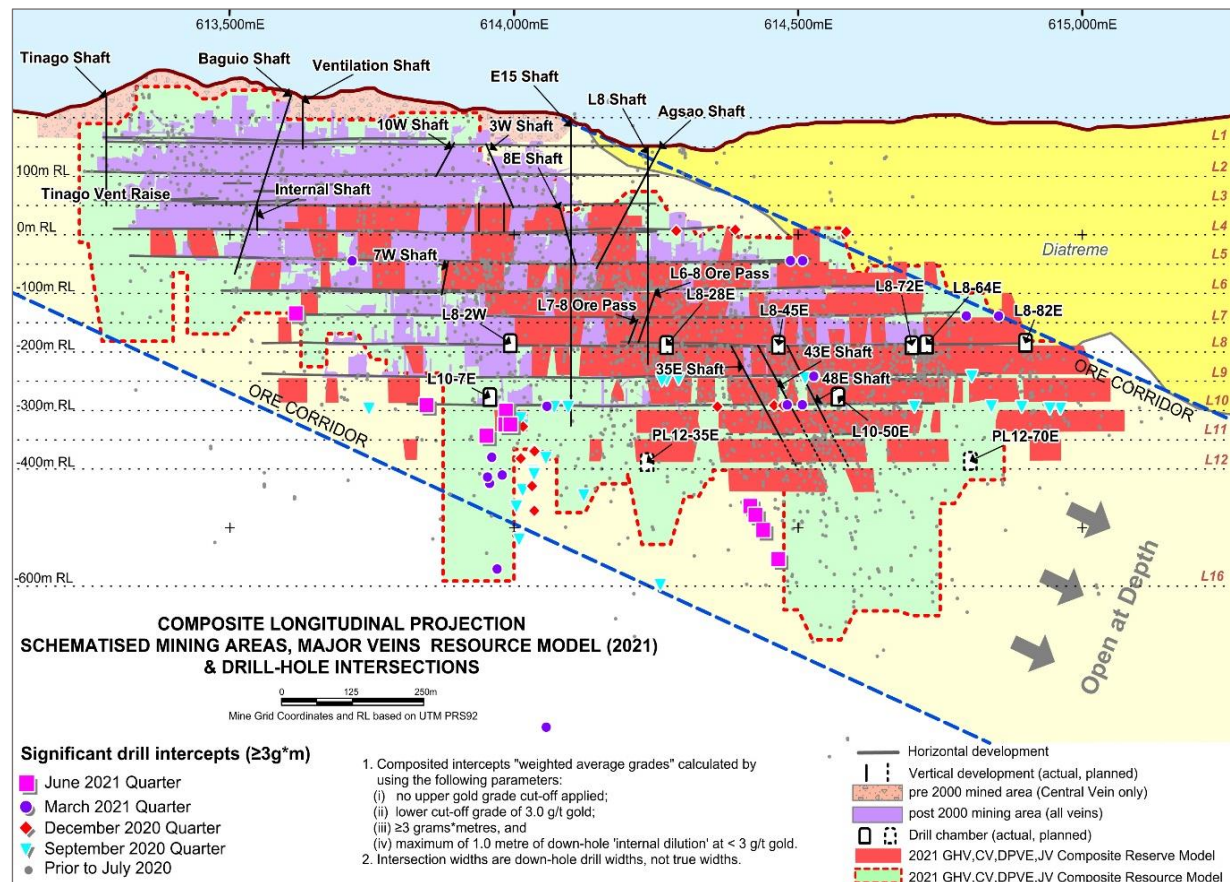 613,500mE
614,000mE
614,500mE
615,000mE
Tinago Shaft
Baguio Shaft
Ventilation Shaft
E15 Shaft
L8 Shaft
Agsao Shaft
10W Shaft
3W Shaft
8E Shaft
L1
L2
L3
L4
L5
L6
L7
L8
L9
L10
L11
L12
L16
100m RL
Tinago Vent Raise
Internal Shaft
0m RL
Diatreme
7W Shaft
L6-8 Ore Pass
-100m RL
L7-8 Ore Pass
L8-28E
L8-72E
L8-64E
L8-2W
L8-45E
L8-82E
-200m RL
43E Shaft
35E Shaft
48E Shaft
ORE CORRIDOR
L10-7E
ORE CORRIDOR
-300m RL
L10-50E
PL12-35E
PL12-70E
-400m RL
-600m RL
Open at Depth
COMPOSITE LONGITUDINAL PROJECTION
SCHEMATISED MINING AREAS, MAJOR VEINS RESOURCE MODEL (2021)
& DRILL-HOLE INTERSECTIONS
0 125 250m
Mine Grid Coordinates and RL based on UTM PRS92
Significant drill intercepts (≥3g*m)
June 2021 Quarter
March 2021 Quarter
December 2020 Quarter
September 2020 Quarter
Prior to July 2020
1. Composited intercepts "weighted average grades" calculated by
using the following parameters:
(i) no upper gold grade cut-off applied;
(ii) lower cut-off grade of 3.0 g/t gold;
(iii) ≥3 grams*metres, and
(iv) maximum of 1.0 metre of down-hole 'internal dilution' at < 3 g/t gold.
2. Intersection widths are down-hole drill widths, not true widths.
Horizontal development
Vertical development (actual, planned)
pre 2000 mined area (Central Vein only)
post 2000 mining area (all veins)
Drill chamber (actual, planned)
2021 GHV,CV,DPVE,JV Composite Reserve Model
2021 GHV,CV,DPVE,JV Composite Resource Model